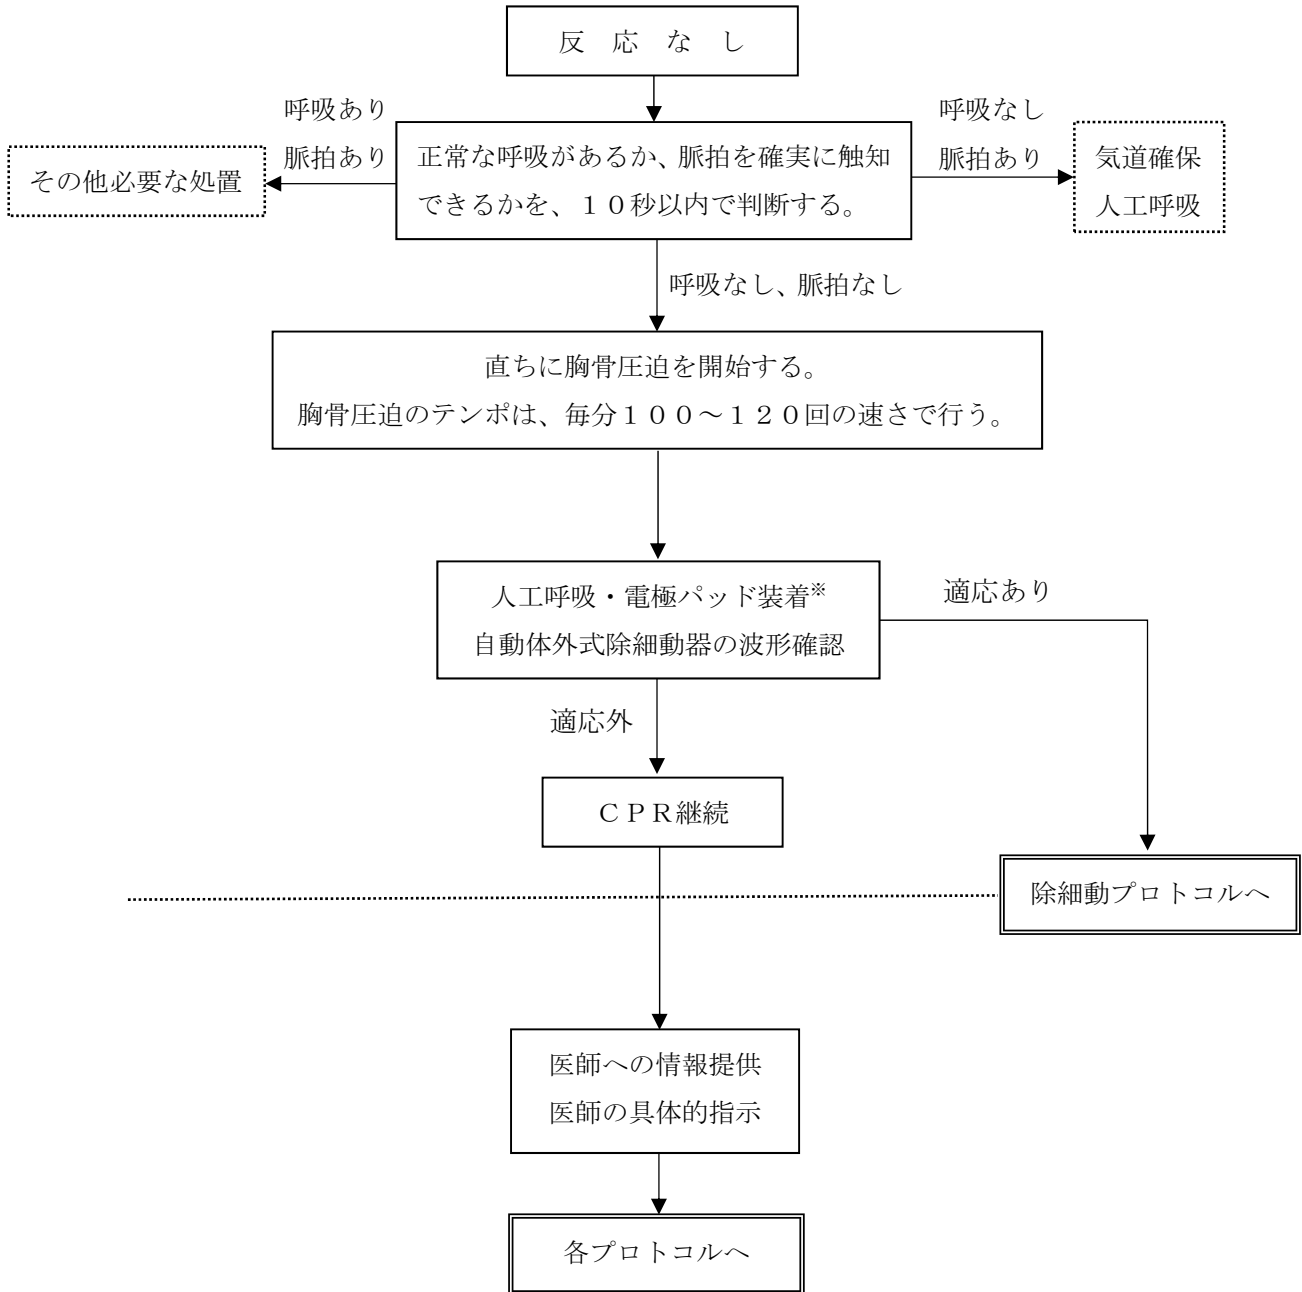 反　応　な　し
呼吸あり
脈拍あり
呼吸なし
脈拍あり
その他必要な処置
正常な呼吸があるか、脈拍を確実に触知
できるかを、１０秒以内で判断する。
気道確保
人工呼吸
呼吸なし、脈拍なし
直ちに胸骨圧迫を開始する。
胸骨圧迫のテンポは、毎分１００～１２０回の速さで行う。
人工呼吸・電極パッド装着※
自動体外式除細動器の波形確認
適応あり
適応外
ＣＰＲ継続
除細動プロトコルへ
医師への情報提供
医師の具体的指示
各プロトコルへ